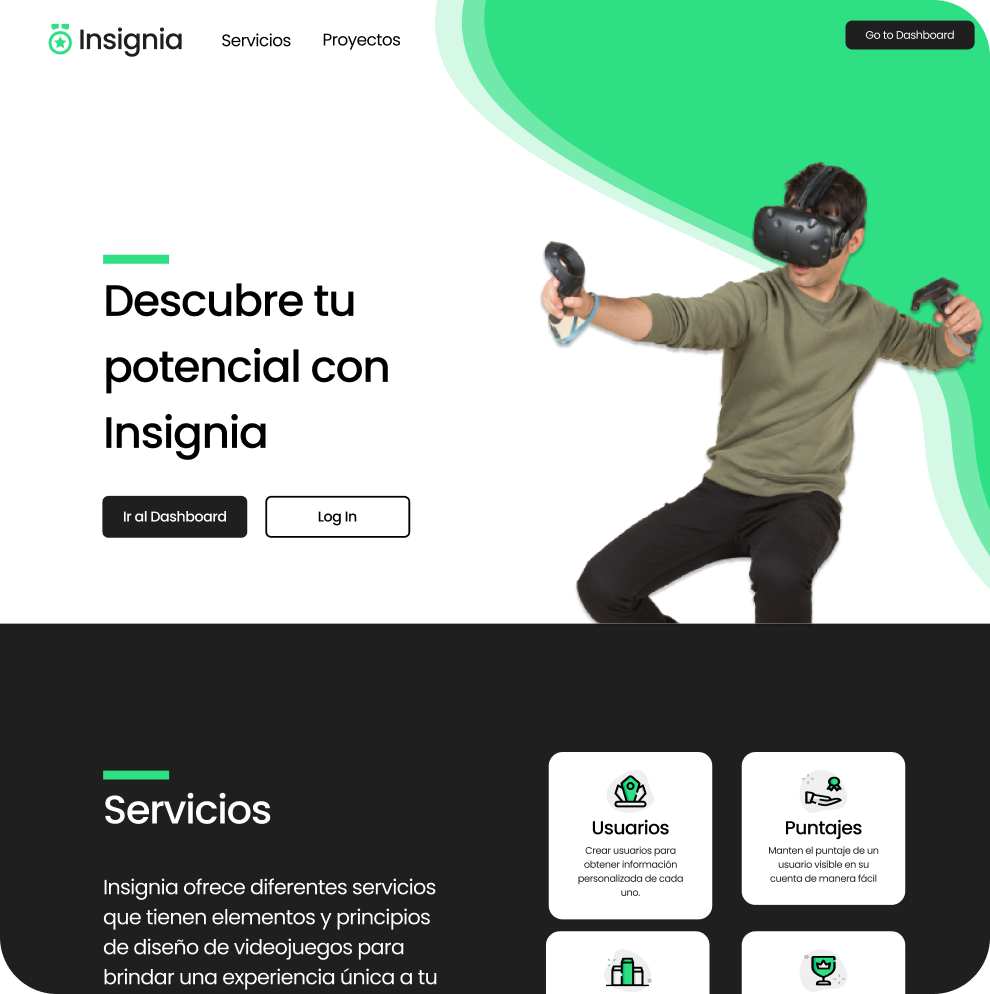 Insignia
Servicios
Proyectos
Go to Dashboard
Descubre tu
potencial con
Insignia
Ir al Dashboard
Log In
Servicios
Insignia ofrece diferentes servicios
que tienen elementos y principios
de diseño de videojuegos para
brindar una experiencia única a tu
Usuarios
Crear usuarios para
obtener información
personalizada de cada
uno.
Puntajes
Manten el puntaje de un
usuario visible en su
cuenta de manera fácil